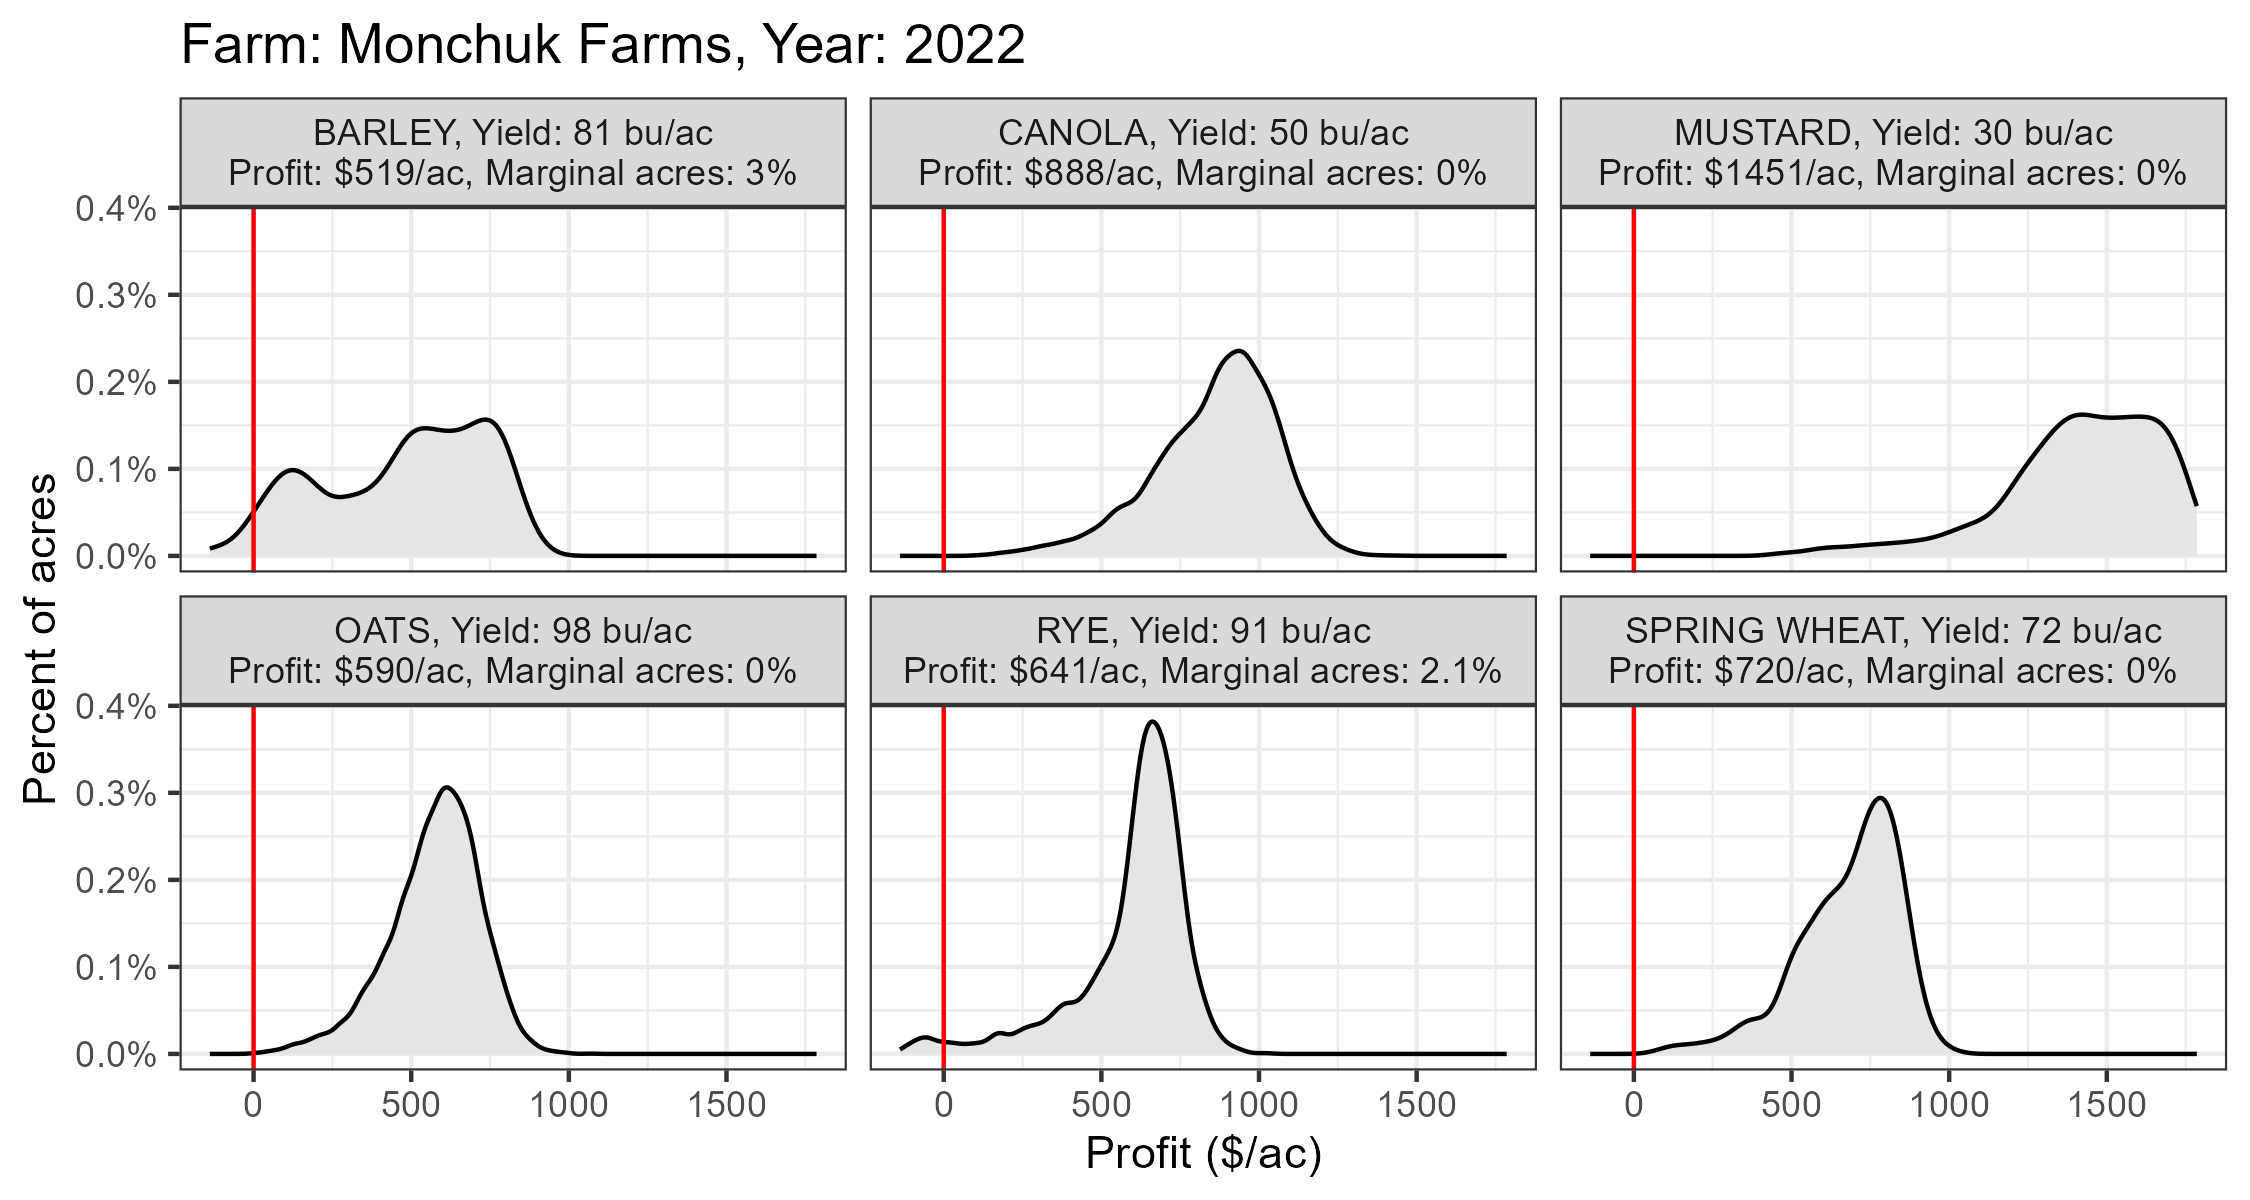 Farm: Monchuk Farms, Year: 2022
BARLEY, Yield: 81 bu/ac
Profit: $519/ac, Marginal acres: 3%
CANOLA, Yield: 50 bu/ac
Profit: $888/ac, Marginal acres: 0%
MUSTARD, Yield: 30 bu/ac
Profit: $1451/ac, Marginal acres: 0%
0.4%
0.3%
0.2%
0.1%
0.0%
OATS, Yield: 98 bu/ac
Profit: $590/ac, Marginal acres: 0%
RYE, Yield: 91 bu/ac
Profit: $641/ac, Marginal acres: 2.1%
SPRING WHEAT, Yield: 72 bu/ac
Profit: $720/ac, Marginal acres: 0%
0.4%
0.3%
0.2%
0.1%
0.0%
Percent of acres
0 500 1000 1500
0 500 1000 1500
0 500 1000 1500
Profit ($/ac)